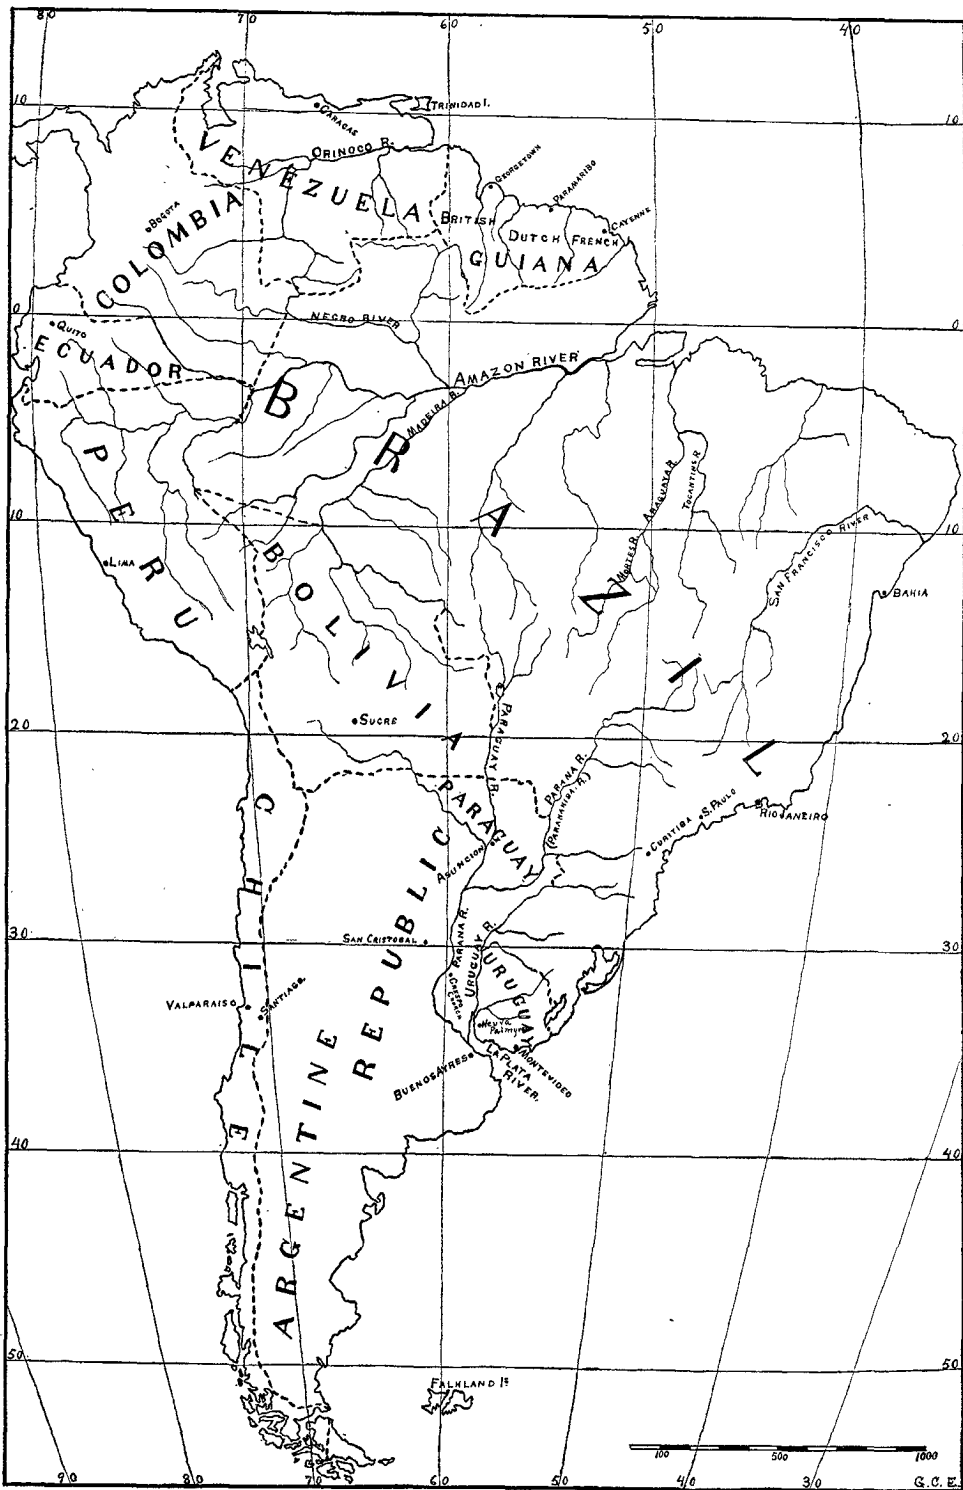 80 70 60 50 40
10 10
TRINIDAD I.
CARACAS
ORINOCO R.
VENEZUELA
GEORGETOWN
PARAMARIBO
CAYENNE
BOGOTA
COLOMBIA
BRITISH
DUTCH FRENCH
GUIANA
NEGRO RIVER
0 0
QUITO
ECUADOR
AMAZON RIVER
BRAZIL
MADEIRA R.
PERU
ARAGUAYA R.
TOCANTINS R
10 10
SAN FRANCISCO RIVER
LIMA
BOLIVIA
MORTES R.
BAHIA
SUCRE
PARAGUAY R.
20 20
PARANA R.
(PARANAHIBA R.)
PARAGUAY
S. PAULO
RIO JANEIRO
CURITIBA
ASUNCION
CHILE
ARGENTINE REPUBLIC
SAN CRISTOBAL
PARANA R.
URUGUAY R.
30 30
URUGUAY
VALPARAISO
SANTIAGO
Neuva
Palmyra
BUENOS AYRES
LA PLATA
RIVER.
MONTEVIDEO
40 40
50 50
FALKLAND Is
100 500 1000
90 80 70 60 50 40 30
G.C.E.